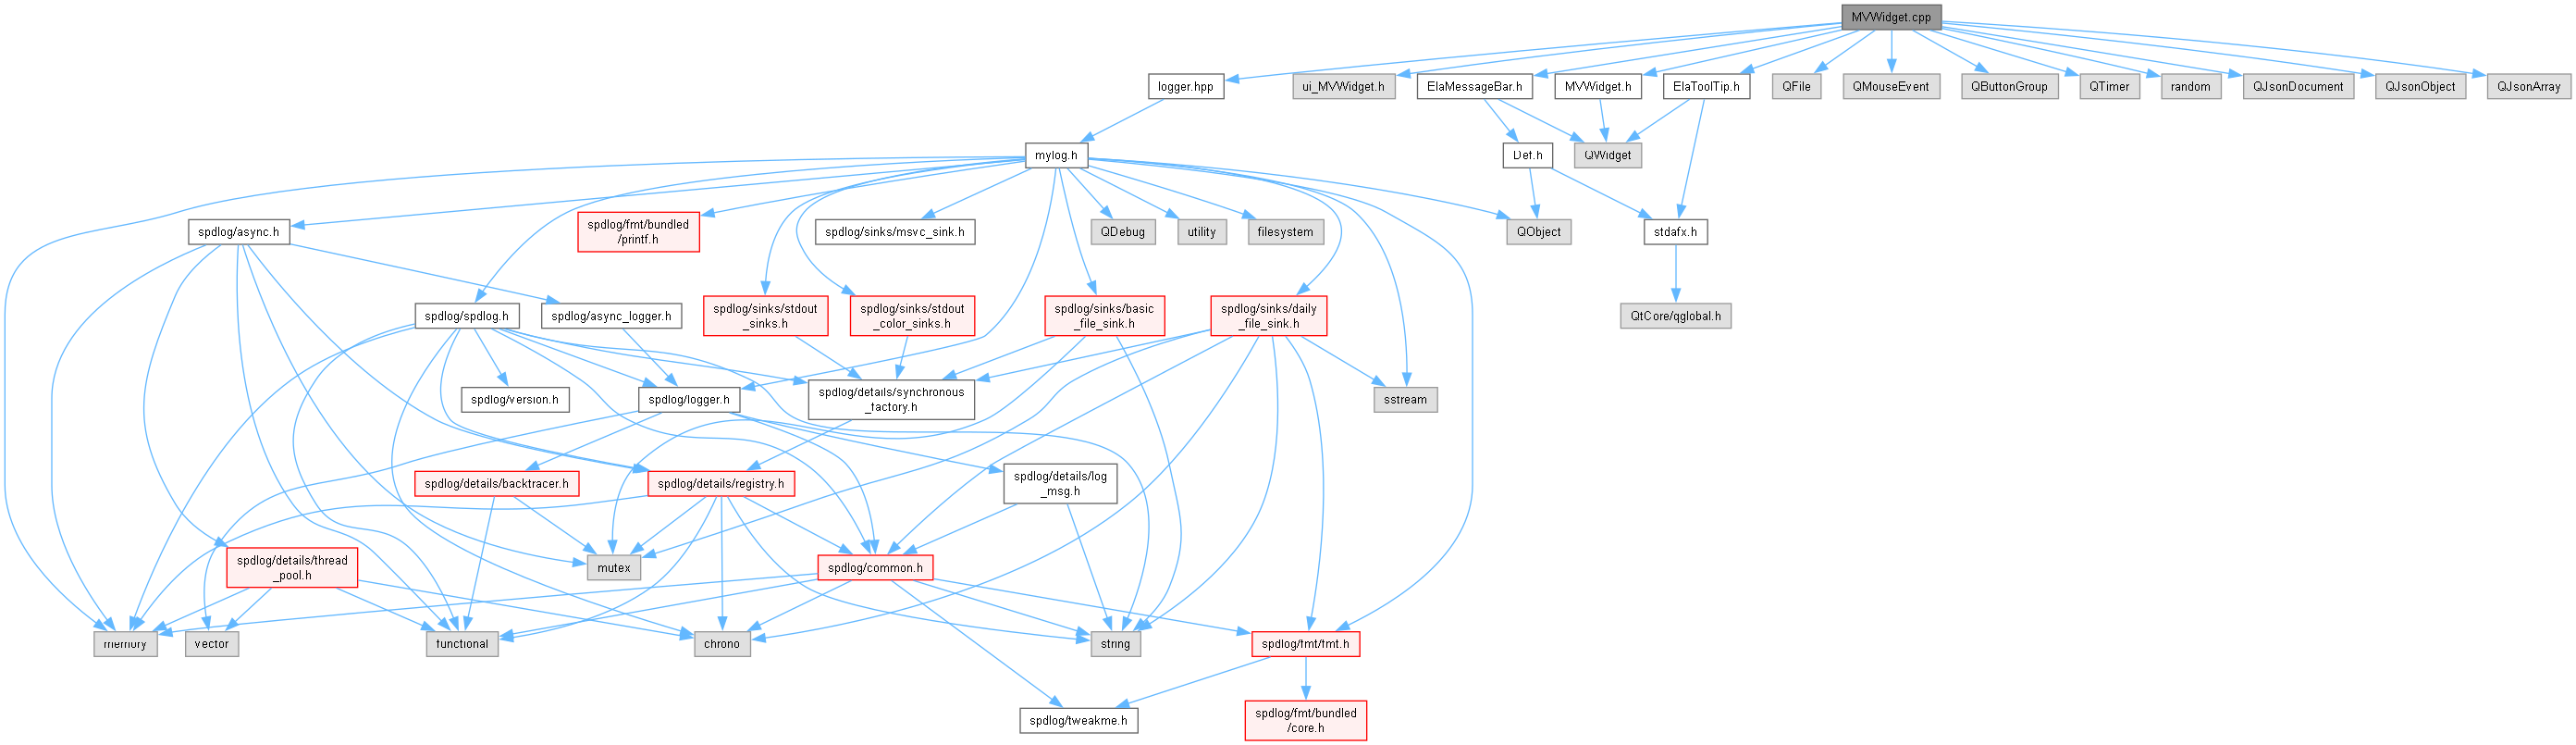 MVWidget.cpp
logger.hpp
ui_MVWidget.h
ElaMessageBar.h
MVWidget.h
ElaToolTip.h
QFile
QMouseEvent
QButtonGroup
QTimer
random
QJsonDocument
QJsonObject
QJsonArray
mylog.h
Def.h
QWidget
spdlog/async.h
spdlog/fmt/bundled
/printf.h
spdlog/sinks/msvc_sink.h
QDebug
utility
filesystem
QObject
stdafx.h
spdlog/spdlog.h
spdlog/async_logger.h
spdlog/sinks/stdout
_sinks.h
spdlog/sinks/stdout
_color_sinks.h
spdlog/sinks/basic
_file_sink.h
spdlog/sinks/daily
_file_sink.h
QtCore/qglobal.h
spdlog/version.h
spdlog/logger.h
spdlog/details/synchronous
_factory.h
sstream
spdlog/details/backtracer.h
spdlog/details/registry.h
spdlog/details/log
_msg.h
spdlog/details/thread
_pool.h
mutex
spdlog/common.h
memory
vector
functional
chrono
string
spdlog/fmt/fmt.h
spdlog/tweakme.h
spdlog/fmt/bundled
/core.h